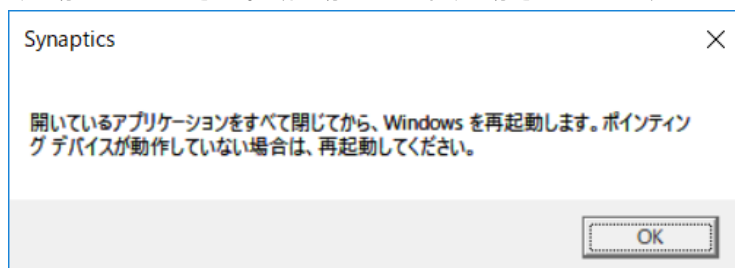 Synaptics
開いているアプリケーションをすべて閉じてから、Windows を再起動します。ポインティン
グ デバイスが動作していない場合は、再起動してください。
OK